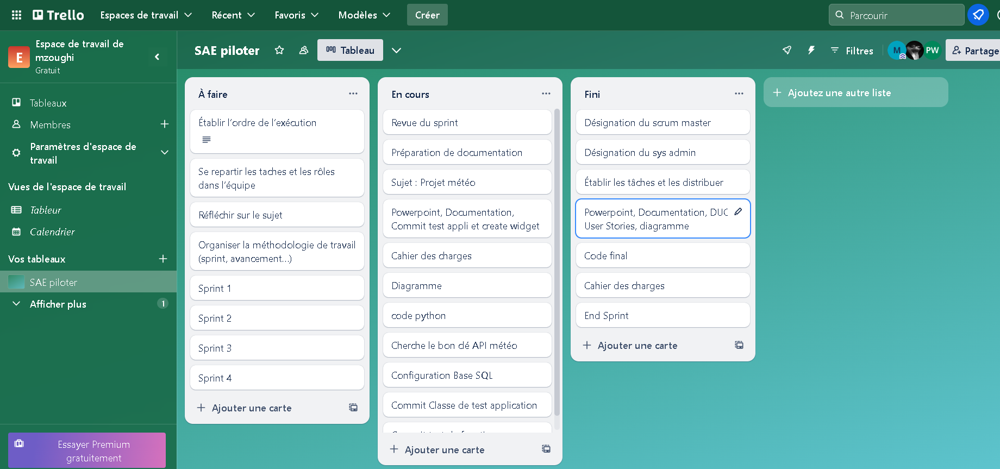 Trello
Espaces de travail
Récent
Favoris
Modèles
Créer
Parcourir
E
Espace de travail de
mzoughi
Gratuit
Tableaux
Membres
Paramètres d'espace de
travail
Vues de l'espace de travail
Tableur
Calendrier
Vos tableaux
SAE piloter
Afficher plus
1
Essayer Premium
gratuitement
SAE piloter
Tableau
Filtres
M
PW
Partage
À faire
Établir l’ordre de l’exécution
Se repartir les taches et les rôles
dans l’équipe
Réfléchir sur le sujet
Organiser la méthodologie de travail
(sprint, avancement...)
Sprint 1
Sprint 2
Sprint 3
Sprint 4
Ajouter une carte
En cours
Revue du sprint
Préparation de documentation
Sujet : Projet météo
Powerpoint, Documentation,
Commit test appli et create widget
Cahier des charges
Diagramme
code python
Cherche le bon clé API météo
Configuration Base SQL
Commit Classe de test application
Ajouter une carte
Fini
Désignation du scrum master
Désignation du sys admin
Établir les tâches et les distribuer
Powerpoint, Documentation,
User Stories, diagramme
Code final
Cahier des charges
End Sprint
Ajouter une carte
Ajoutez une autre liste